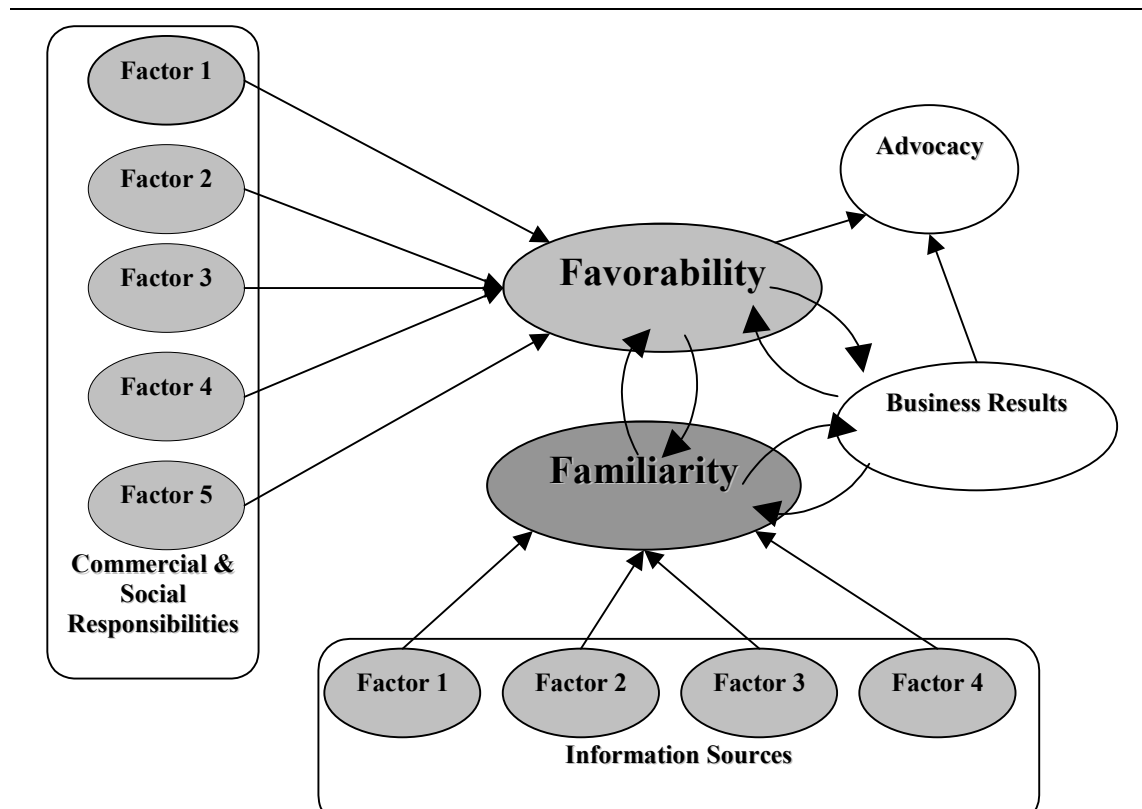 Factor 1
Factor 2
Factor 3
Factor 4
Factor 5
Commercial &
Social
Responsibilities
Advocacy
Favorability
Business Results
Familiarity
Factor 1
Factor 2
Factor 3
Factor 4
Information Sources